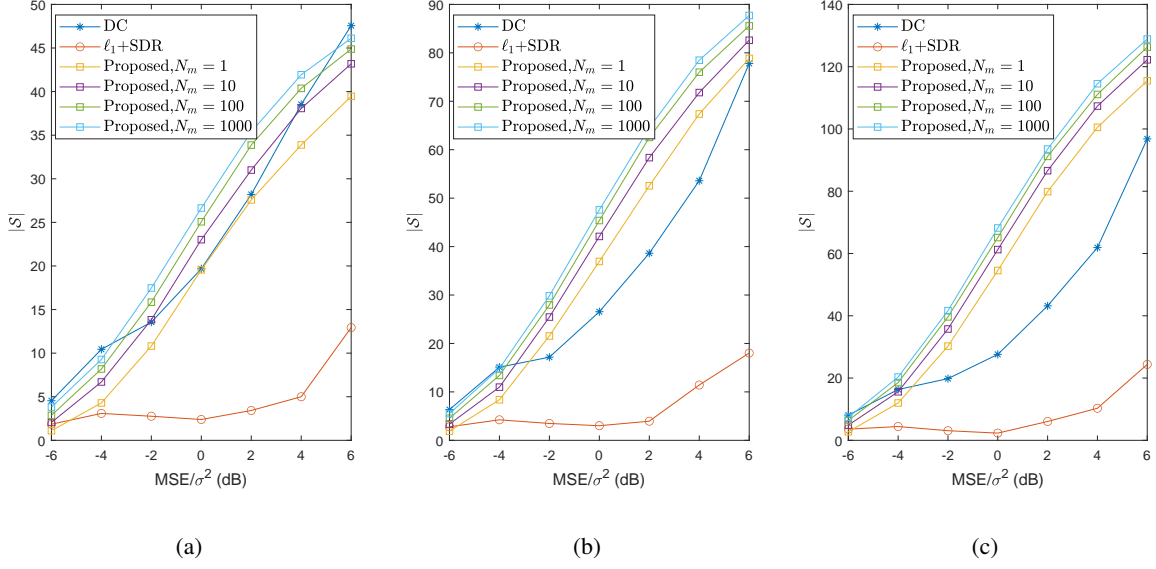 DC
ℓ₁+SDR
Proposed,Nₘ = 1
Proposed,Nₘ = 10
Proposed,Nₘ = 100
Proposed,Nₘ = 1000
50
45
40
35
30
25
20
15
10
5
0
|𝒮|
-6 -4 -2 0 2 4 6
MSE/σ² (dB)
(a)
DC
ℓ₁+SDR
Proposed,Nₘ = 1
Proposed,Nₘ = 10
Proposed,Nₘ = 100
Proposed,Nₘ = 1000
90
80
70
60
50
40
30
20
10
0
|𝒮|
-6 -4 -2 0 2 4 6
MSE/σ² (dB)
(b)
DC
ℓ₁+SDR
Proposed,Nₘ = 1
Proposed,Nₘ = 10
Proposed,Nₘ = 100
Proposed,Nₘ = 1000
140
120
100
80
60
40
20
0
|𝒮|
-6 -4 -2 0 2 4 6
MSE/σ² (dB)
(c)